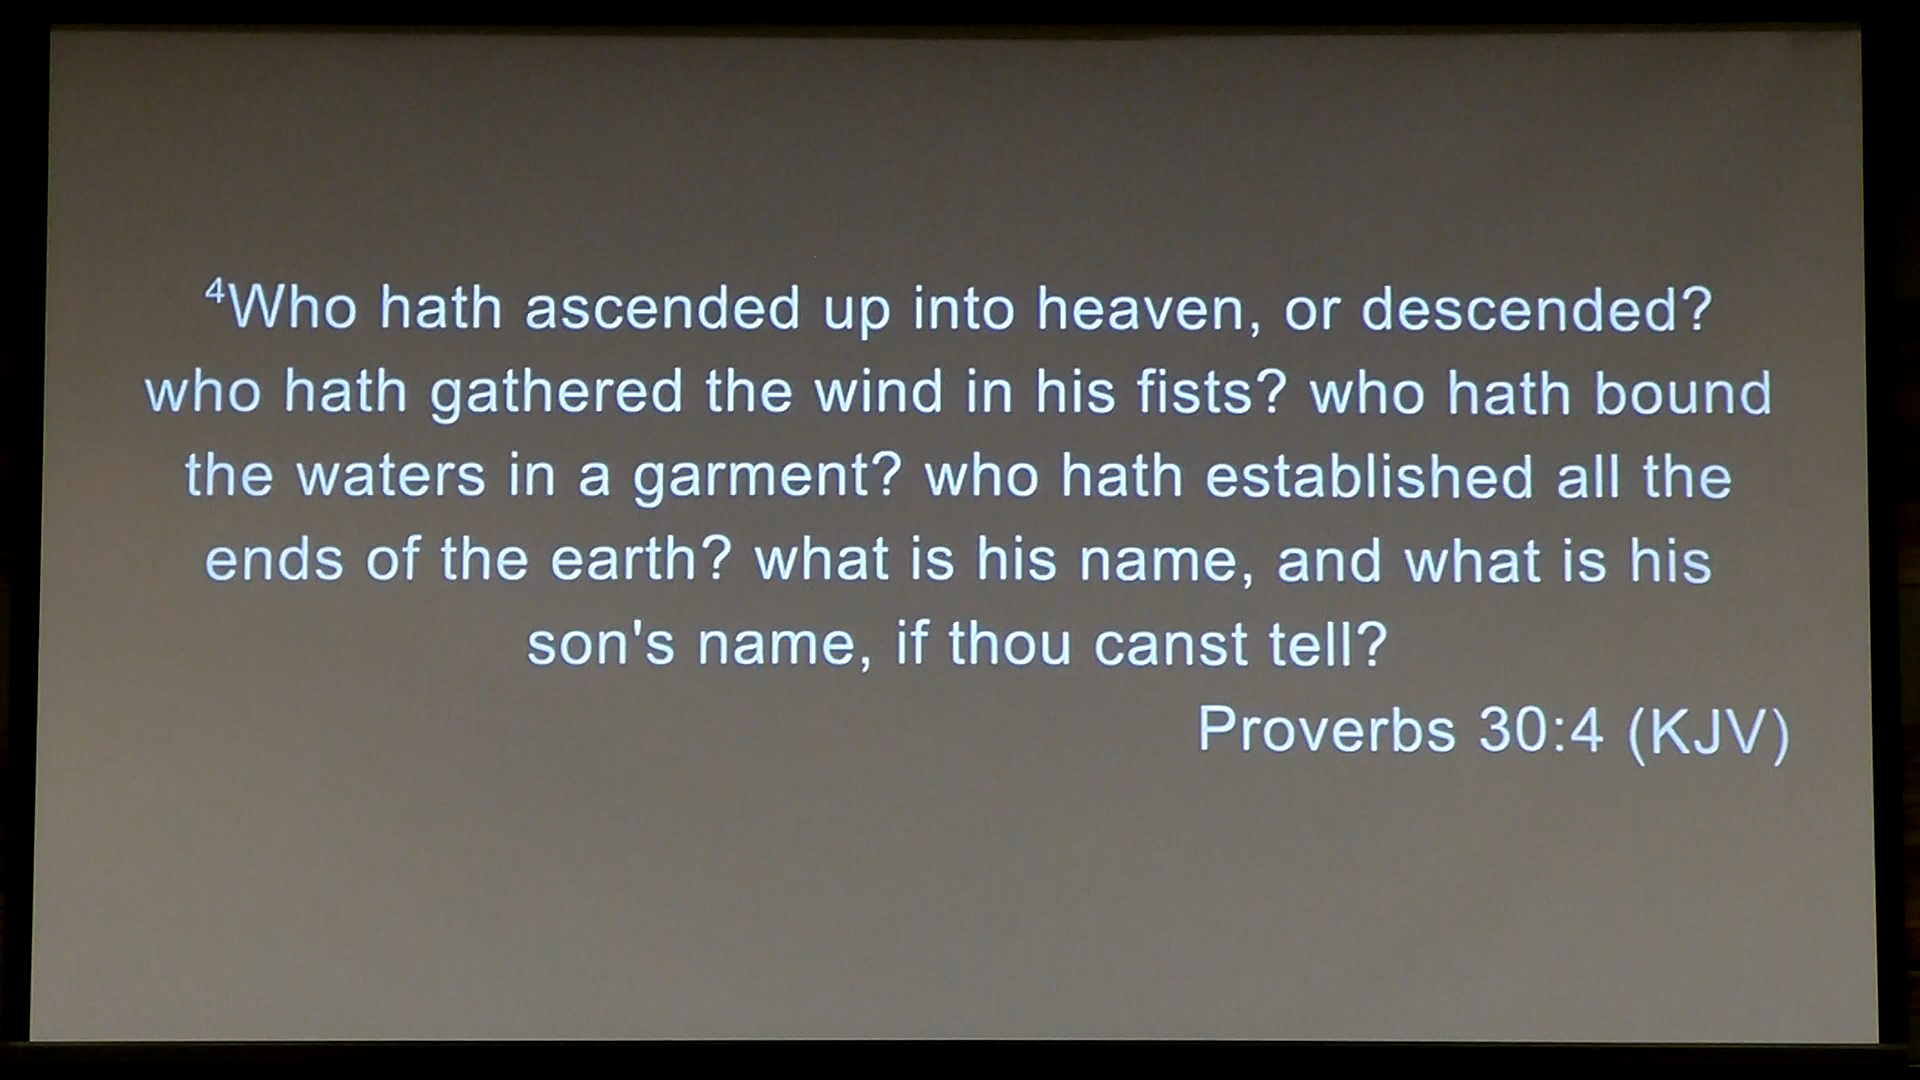 ⁴Who hath ascended up into heaven, or descended?
who hath gathered the wind in his fists? who hath bound
the waters in a garment? who hath established all the
ends of the earth? what is his name, and what is his
son's name, if thou canst tell?
Proverbs 30:4 (KJV)